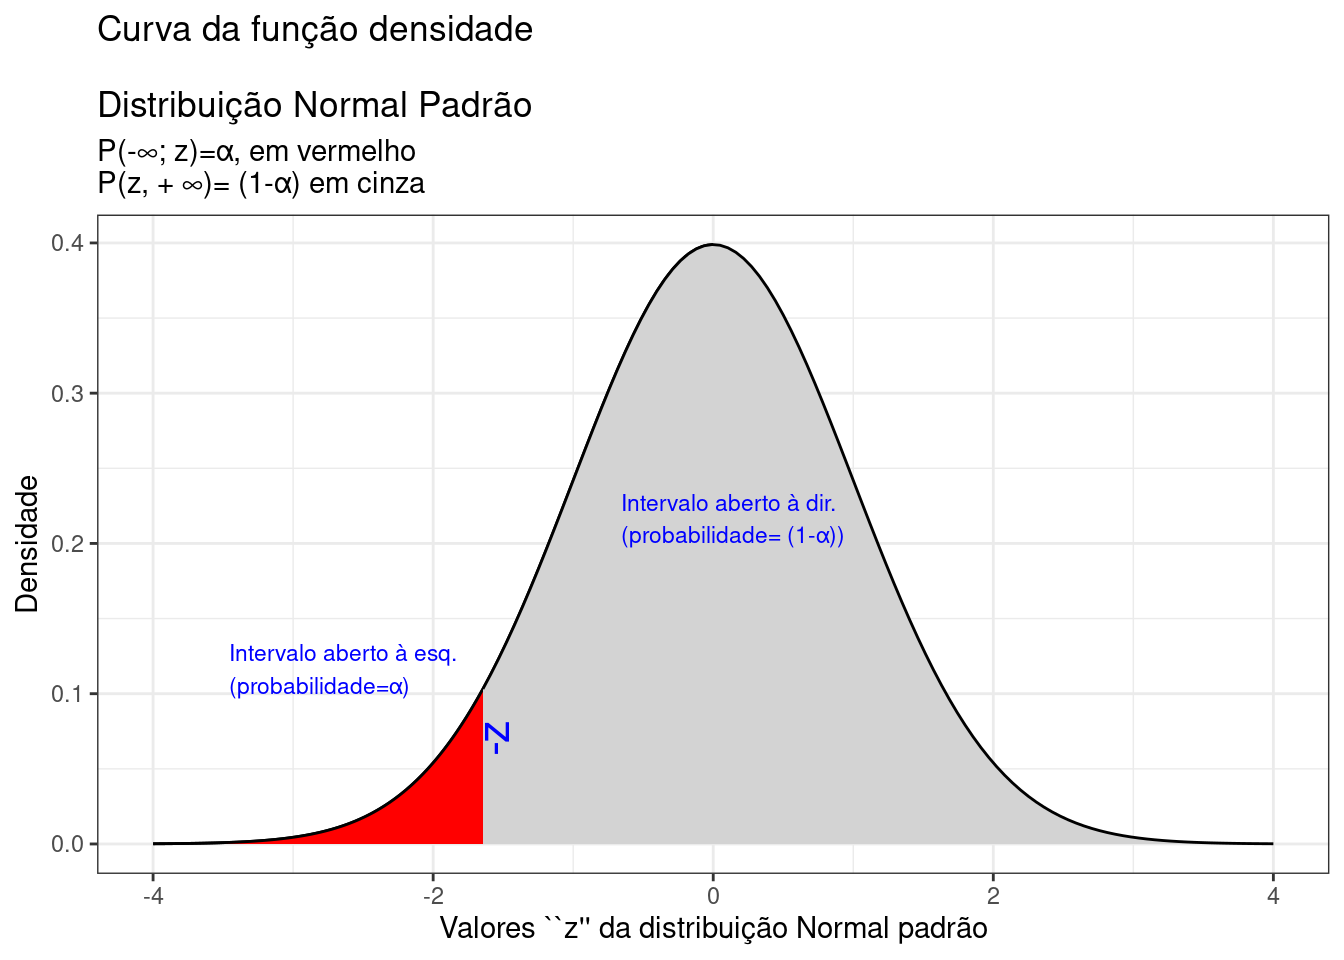 Curva da função densidade
Distribuição Normal Padrão
P(-∞; z)=α, em vermelho
P(z, + ∞)= (1-α) em cinza
Densidade
0.4
0.3
0.2
0.1
0.0
Intervalo aberto à dir.
(probabilidade= (1-α))
Intervalo aberto à esq.
(probabilidade=α)
-Z
-4
-2
0
2
4
Valores ``z'' da distribuição Normal padrão